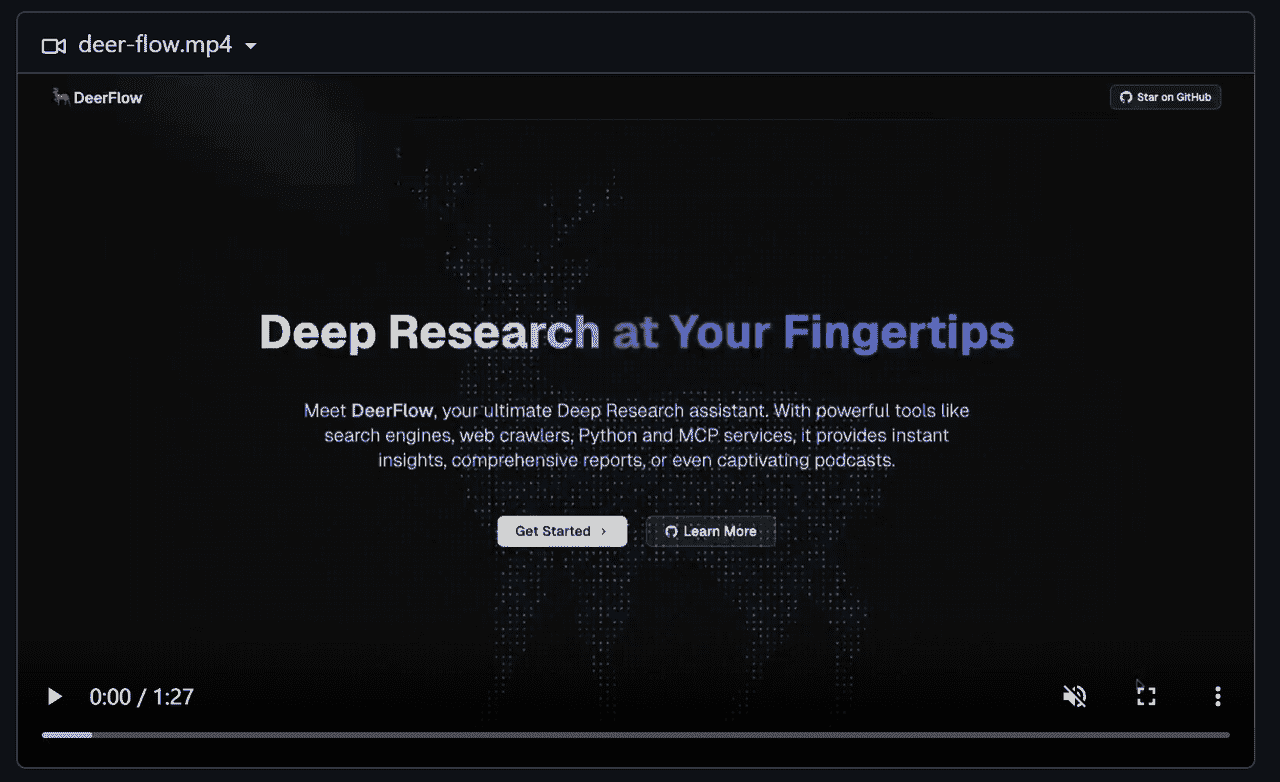 deer-flow.mp4
DeerFlow
Star on GitHub
Deep Research at Your Fingertips
Meet DeerFlow, your ultimate Deep Research assistant. With powerful tools like
search engines, web crawlers, Python and MCP services, it provides instant
insights, comprehensive reports, or even captivating podcasts.
Get Started
Learn More
0:00 / 1:27